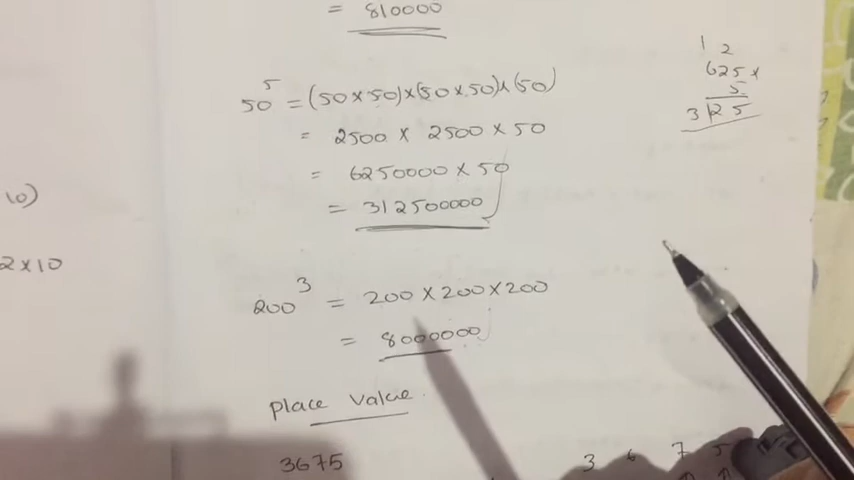 = 810000
50⁵ = (50×50)×(50×50)×(50)
= 2500 × 2500 × 50
= 6250000 × 50
= 312500000
1 2
625×
5
3125
10)
2×10
200³ = 200×200×200
= 8000000
Place Value
3675
3 6 7 5